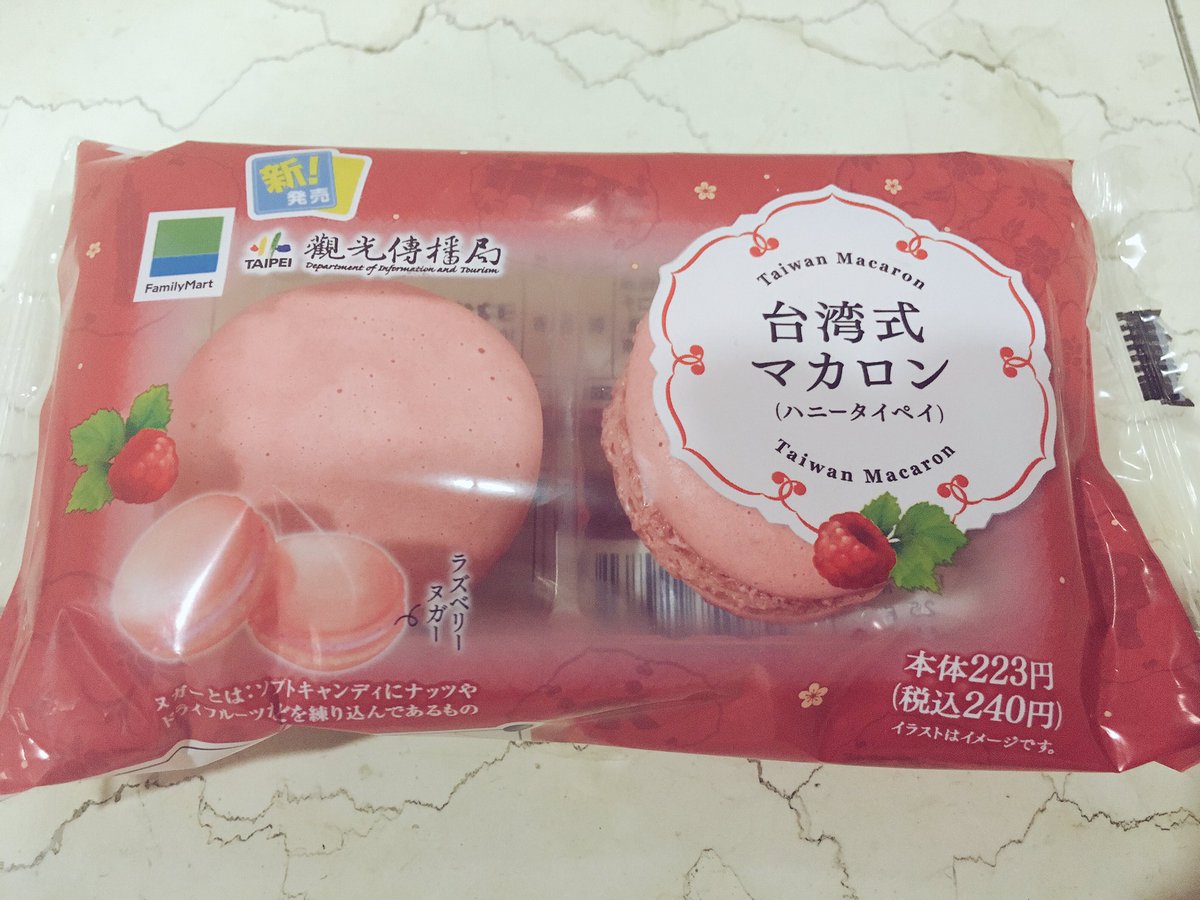 新!
発売
FamilyMart
TAIPEI
觀光傳播局
Department of Information and Tourism
Taiwan Macaron
台湾式
マカロン
(ハニータイペイ)
Taiwan Macaron
ラズベリー
ヌガー
ヌガーとは:ソフトキャンディにナッツや
ドライフルーツなどを練り込んであるもの
本体223円
(税込240円)
イラストはイメージです。